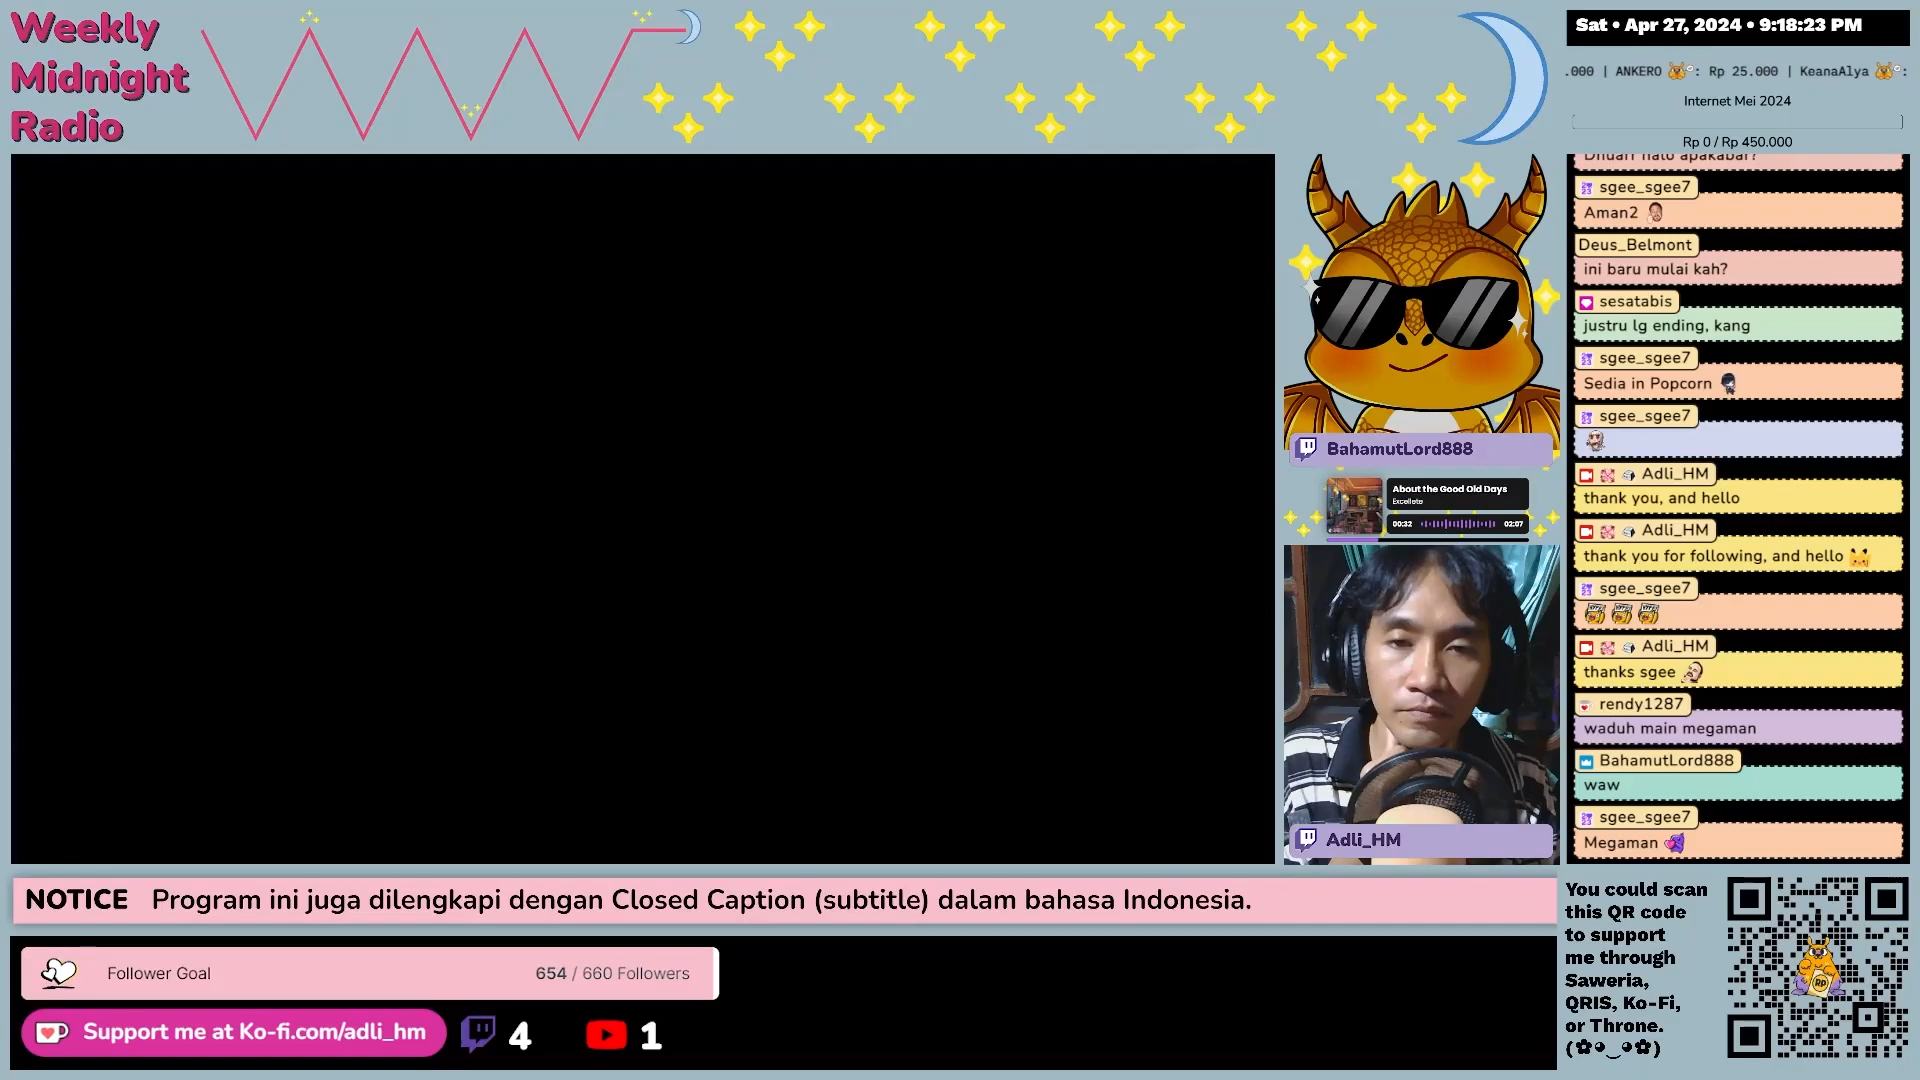 Weekly
Midnight
Radio
Sat • Apr 27, 2024 • 9:18:23 PM
.000 | ANKERO : Rp 25.000 | KeanaAlya :
Internet Mei 2024
Rp 0 / Rp 450.000
sgee_sgee7
Aman2
Deus_Belmont
ini baru mulai kah?
sesatabis
justru lg ending, kang
sgee_sgee7
Sedia in Popcorn
sgee_sgee7
Adli_HM
thank you, and hello
Adli_HM
thank you for following, and hello
sgee_sgee7
Adli_HM
thanks sgee
rendy1287
waduh main megaman
BahamutLord888
waw
sgee_sgee7
Megaman
BahamutLord888
About the Good Old Days
Excellete
00:32
02:07
Adli_HM
NOTICE Program ini juga dilengkapi dengan Closed Caption (subtitle) dalam bahasa Indonesia.
Follower Goal
654 / 660 Followers
Support me at Ko-fi.com/adli_hm
4
1
You could scan
this QR code
to support
me through
Saweria,
QRIS, Ko-Fi,
or Throne.
Rp